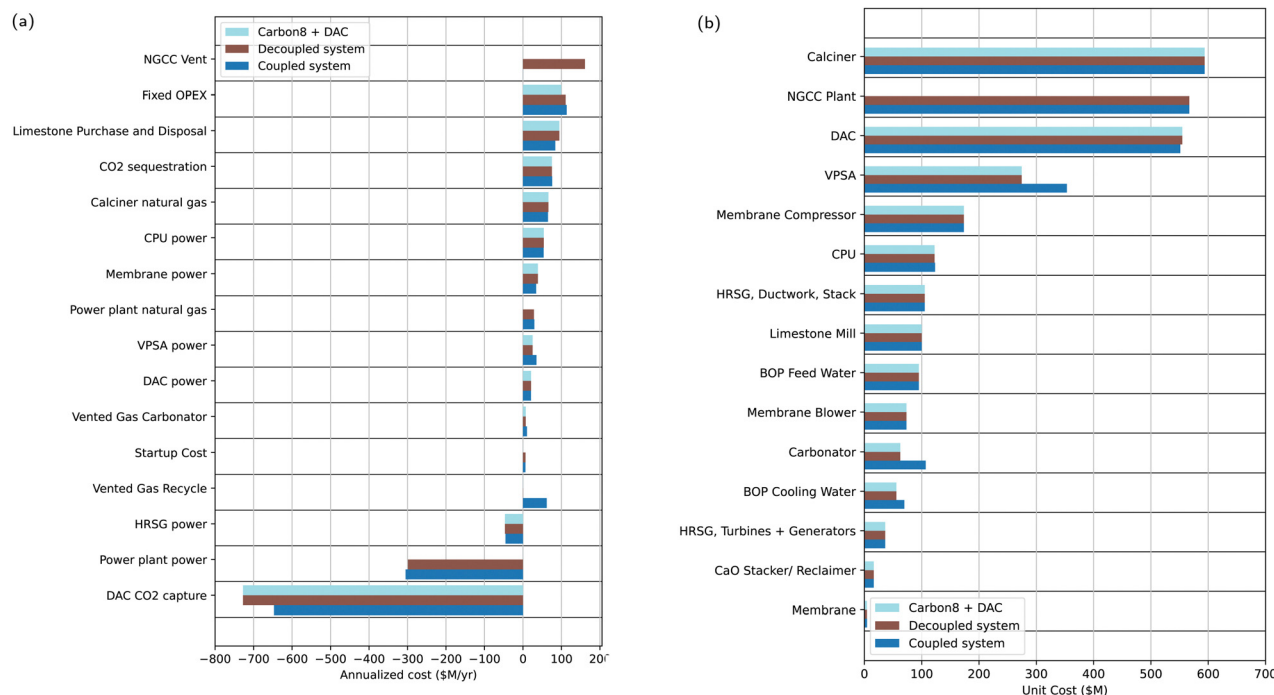 (a)
Carbon8 + DAC
Decoupled system
Coupled system
NGCC Vent
Fixed OPEX
Limestone Purchase and Disposal
CO2 sequestration
Calciner natural gas
CPU power
Membrane power
Power plant natural gas
VPSA power
DAC power
Vented Gas Carbonator
Startup Cost
Vented Gas Recycle
HRSG power
Power plant power
DAC CO2 capture
−800 −700 −600 −500 −400 −300 −200 −100 0 100 200
Annualized cost ($M/yr)
(b)
Calciner
NGCC Plant
DAC
VPSA
Membrane Compressor
CPU
HRSG, Ductwork, Stack
Limestone Mill
BOP Feed Water
Membrane Blower
Carbonator
BOP Cooling Water
HRSG, Turbines + Generators
CaO Stacker/ Reclaimer
Membrane
Carbon8 + DAC
Decoupled system
Coupled system
0 100 200 300 400 500 600 700
Unit Cost ($M)